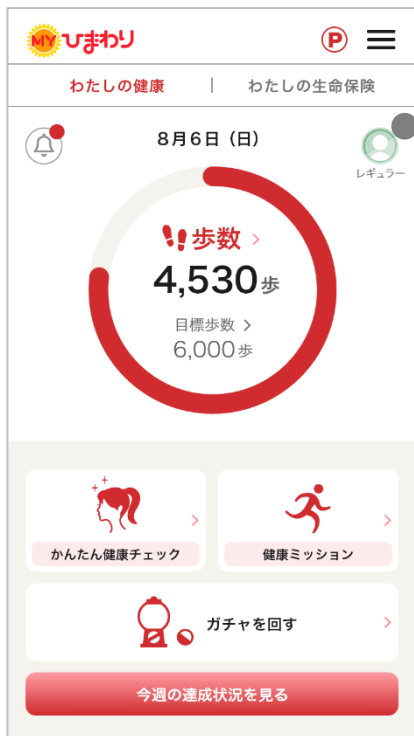 MYひまわり
P
わたしの健康
わたしの生命保険
8月6日（日）
レギュラー
歩数
4,530歩
目標歩数
6,000歩
かんたん健康チェック
健康ミッション
ガチャを回す
今週の達成状況を見る